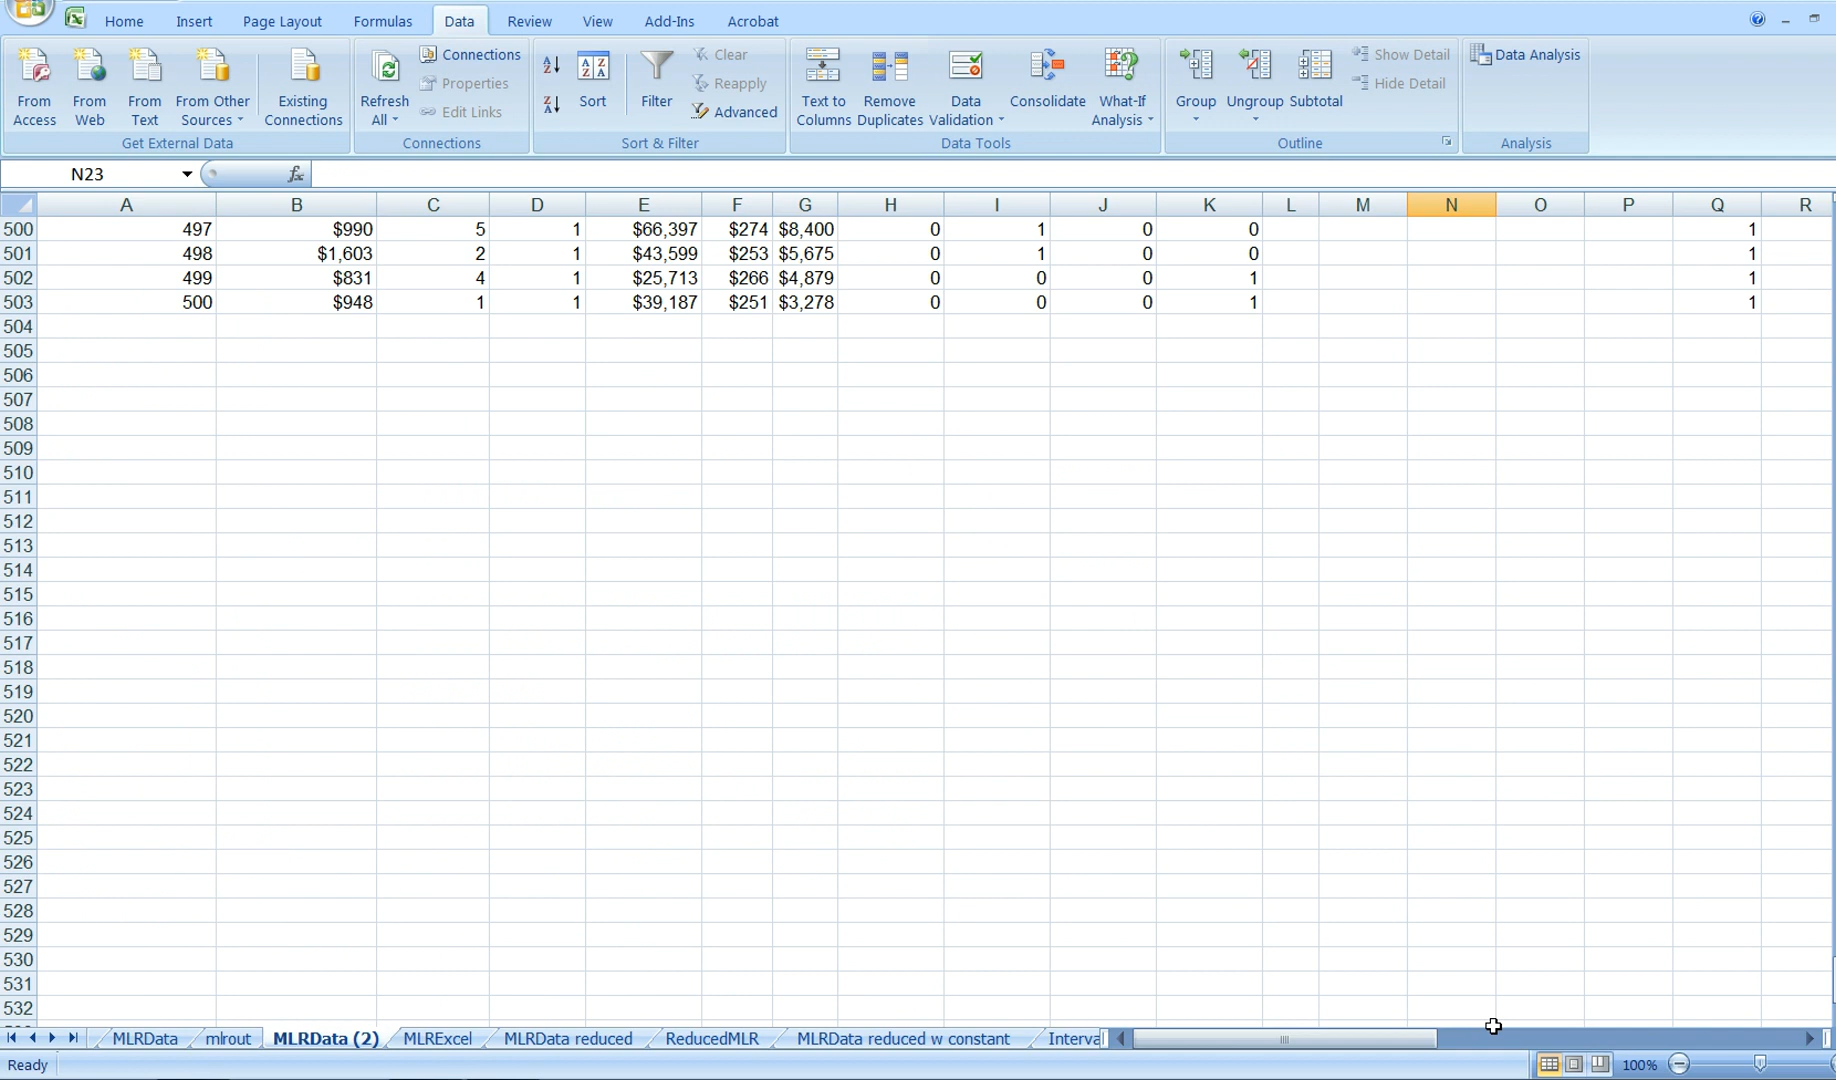 Home Insert Page Layout Formulas Data Review View Add-Ins Acrobat
From Access From Web From Text From Other Sources Existing Connections
Get External Data
Refresh All Connections Properties Edit Links
Connections
Sort Filter Clear Reapply Advanced
Sort & Filter
Text to Columns Remove Duplicates Data Validation Consolidate What-If Analysis
Data Tools
Group Ungroup Subtotal Show Detail Hide Detail
Outline
Data Analysis
Analysis
N23 fx
A B C D E F G H I J K L M N O P Q R
500 497 $990 5 1 $66,397 $274 $8,400 0 1 0 0 1
501 498 $1,603 2 1 $43,599 $253 $5,675 0 1 0 0 1
502 499 $831 4 1 $25,713 $266 $4,879 0 0 0 1 1
503 500 $948 1 1 $39,187 $251 $3,278 0 0 0 1 1
504
505
506
507
508
509
510
511
512
513
514
515
516
517
518
519
520
521
522
523
524
525
526
527
528
529
530
531
532
MLRData mlrout MLRData (2) MLRExcel MLRData reduced ReducedMLR MLRData reduced w constant Interva
Ready 100%